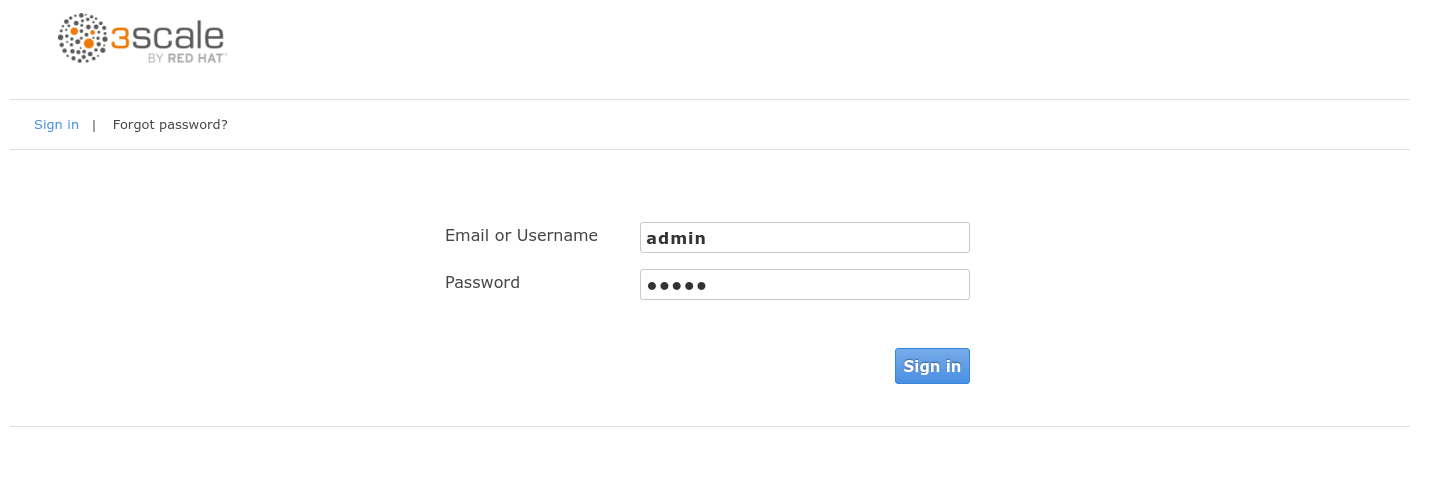 3scale
BY RED HAT
Sign in | Forgot password?
Email or Username admin
Password •••••
Sign in